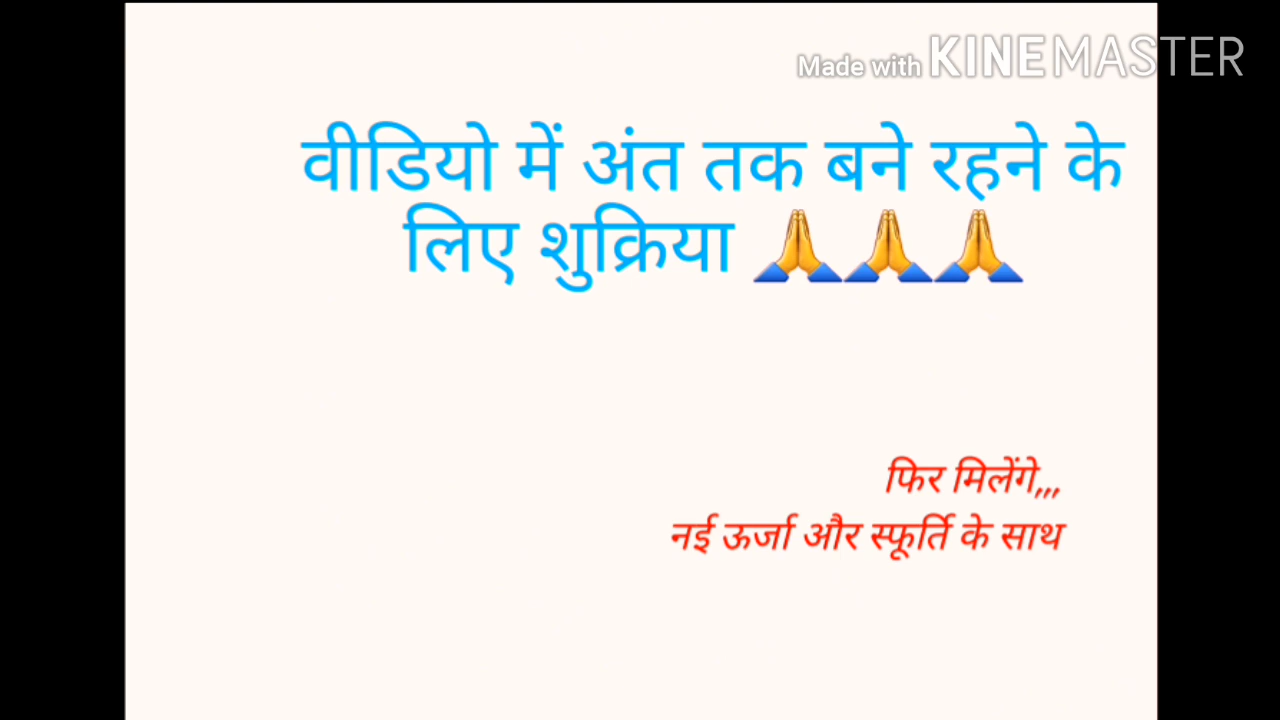 Made with KINEMASTER
वीडियो में अंत तक बने रहने के
लिए शुक्रिया 🙏🙏🙏
फिर मिलेंगे,,,
नई ऊर्जा और स्फूर्ति के साथ